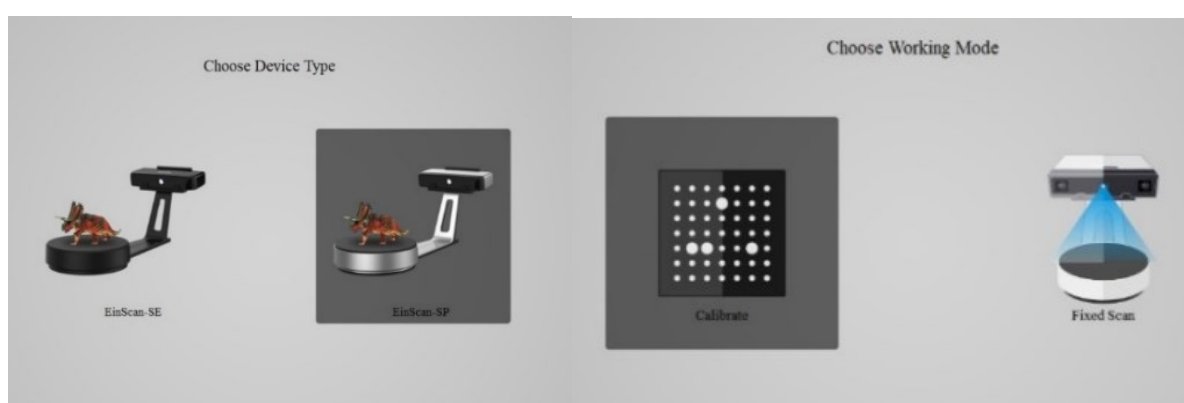 Choose Device Type
EinScan-SE
EinScan-SP
Choose Working Mode
Calibrate
Fixed Scan